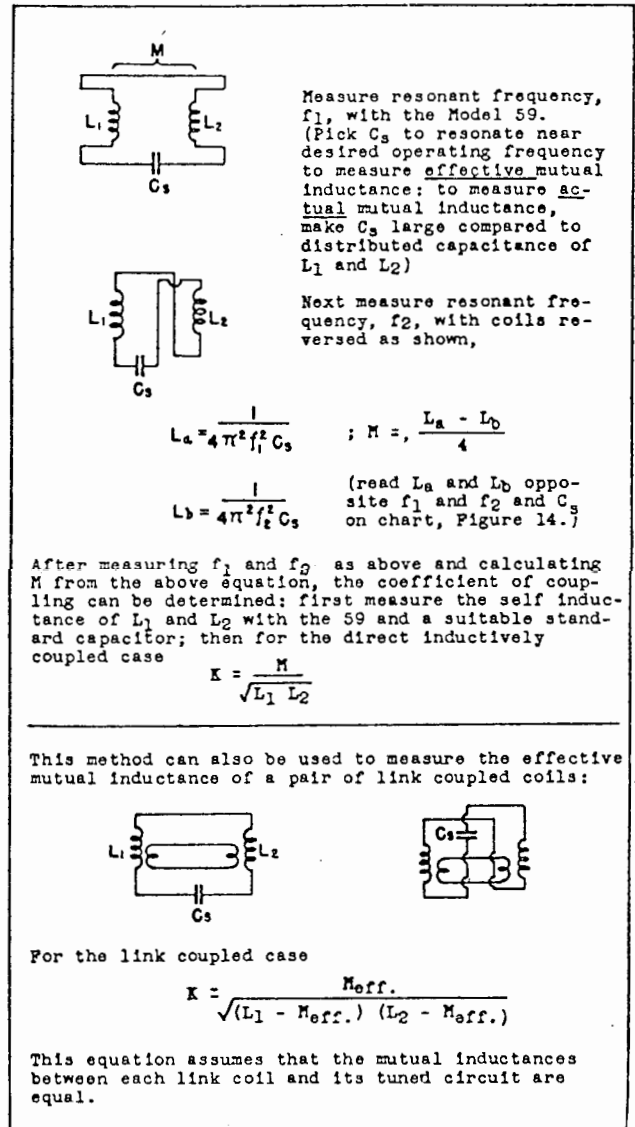 M
L₁ L₂
Cs
Measure resonant frequency,
f1, with the Model 59.
(Pick Cs to resonate near
desired operating frequency
to measure effective mutual
inductance: to measure ac-
tual mutual inductance,
make Cs large compared to
distributed capacitance of
L1 and L2)
L₁ L₂
Cs
Next measure resonant fre-
quency, f2, with coils re-
versed as shown,
La = 1 / 4π²f₁²Cs ; M =, La - Lb / 4
Lb = 1 / 4π²f₂²Cs
(read La and Lb oppo-
site f1 and f2 and Cs
on chart, Figure 14.)
After measuring f1 and f2 as above and calculating
M from the above equation, the coefficient of coup-
ling can be determined: first measure the self induc-
tance of L1 and L2 with the 59 and a suitable stand-
ard capacitor; then for the direct inductively
coupled case
K = M / √L1 L2
This method can also be used to measure the effective
mutual inductance of a pair of link coupled coils:
L₁ L₂
Cs
Cs
For the link coupled case
K = Meff. / √(L1 - Meff.) (L2 - Meff.)
This equation assumes that the mutual inductances
between each link coil and its tuned circuit are
equal.